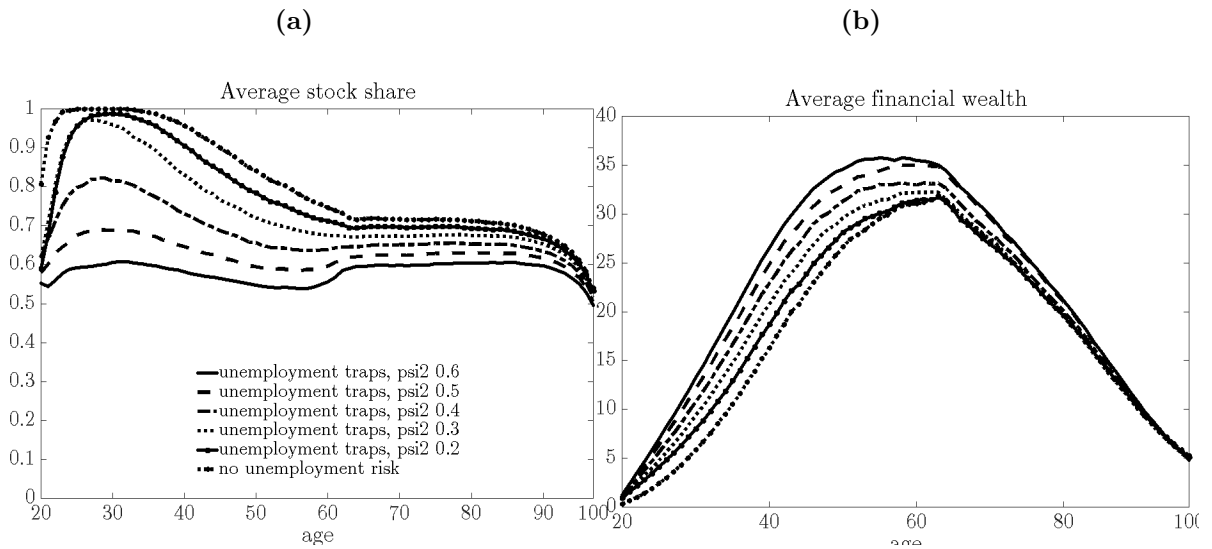 (a)
(b)
Average stock share
1
0.9
0.8
0.7
0.6
0.5
0.4
0.3
0.2
0.1
0
unemployment traps, psi2 0.6
unemployment traps, psi2 0.5
unemployment traps, psi2 0.4
unemployment traps, psi2 0.3
unemployment traps, psi2 0.2
no unemployment risk
20 30 40 50 60 70 80 90 100
age
Average financial wealth
40
35
30
25
20
15
10
5
0
20 40 60 80 100
age